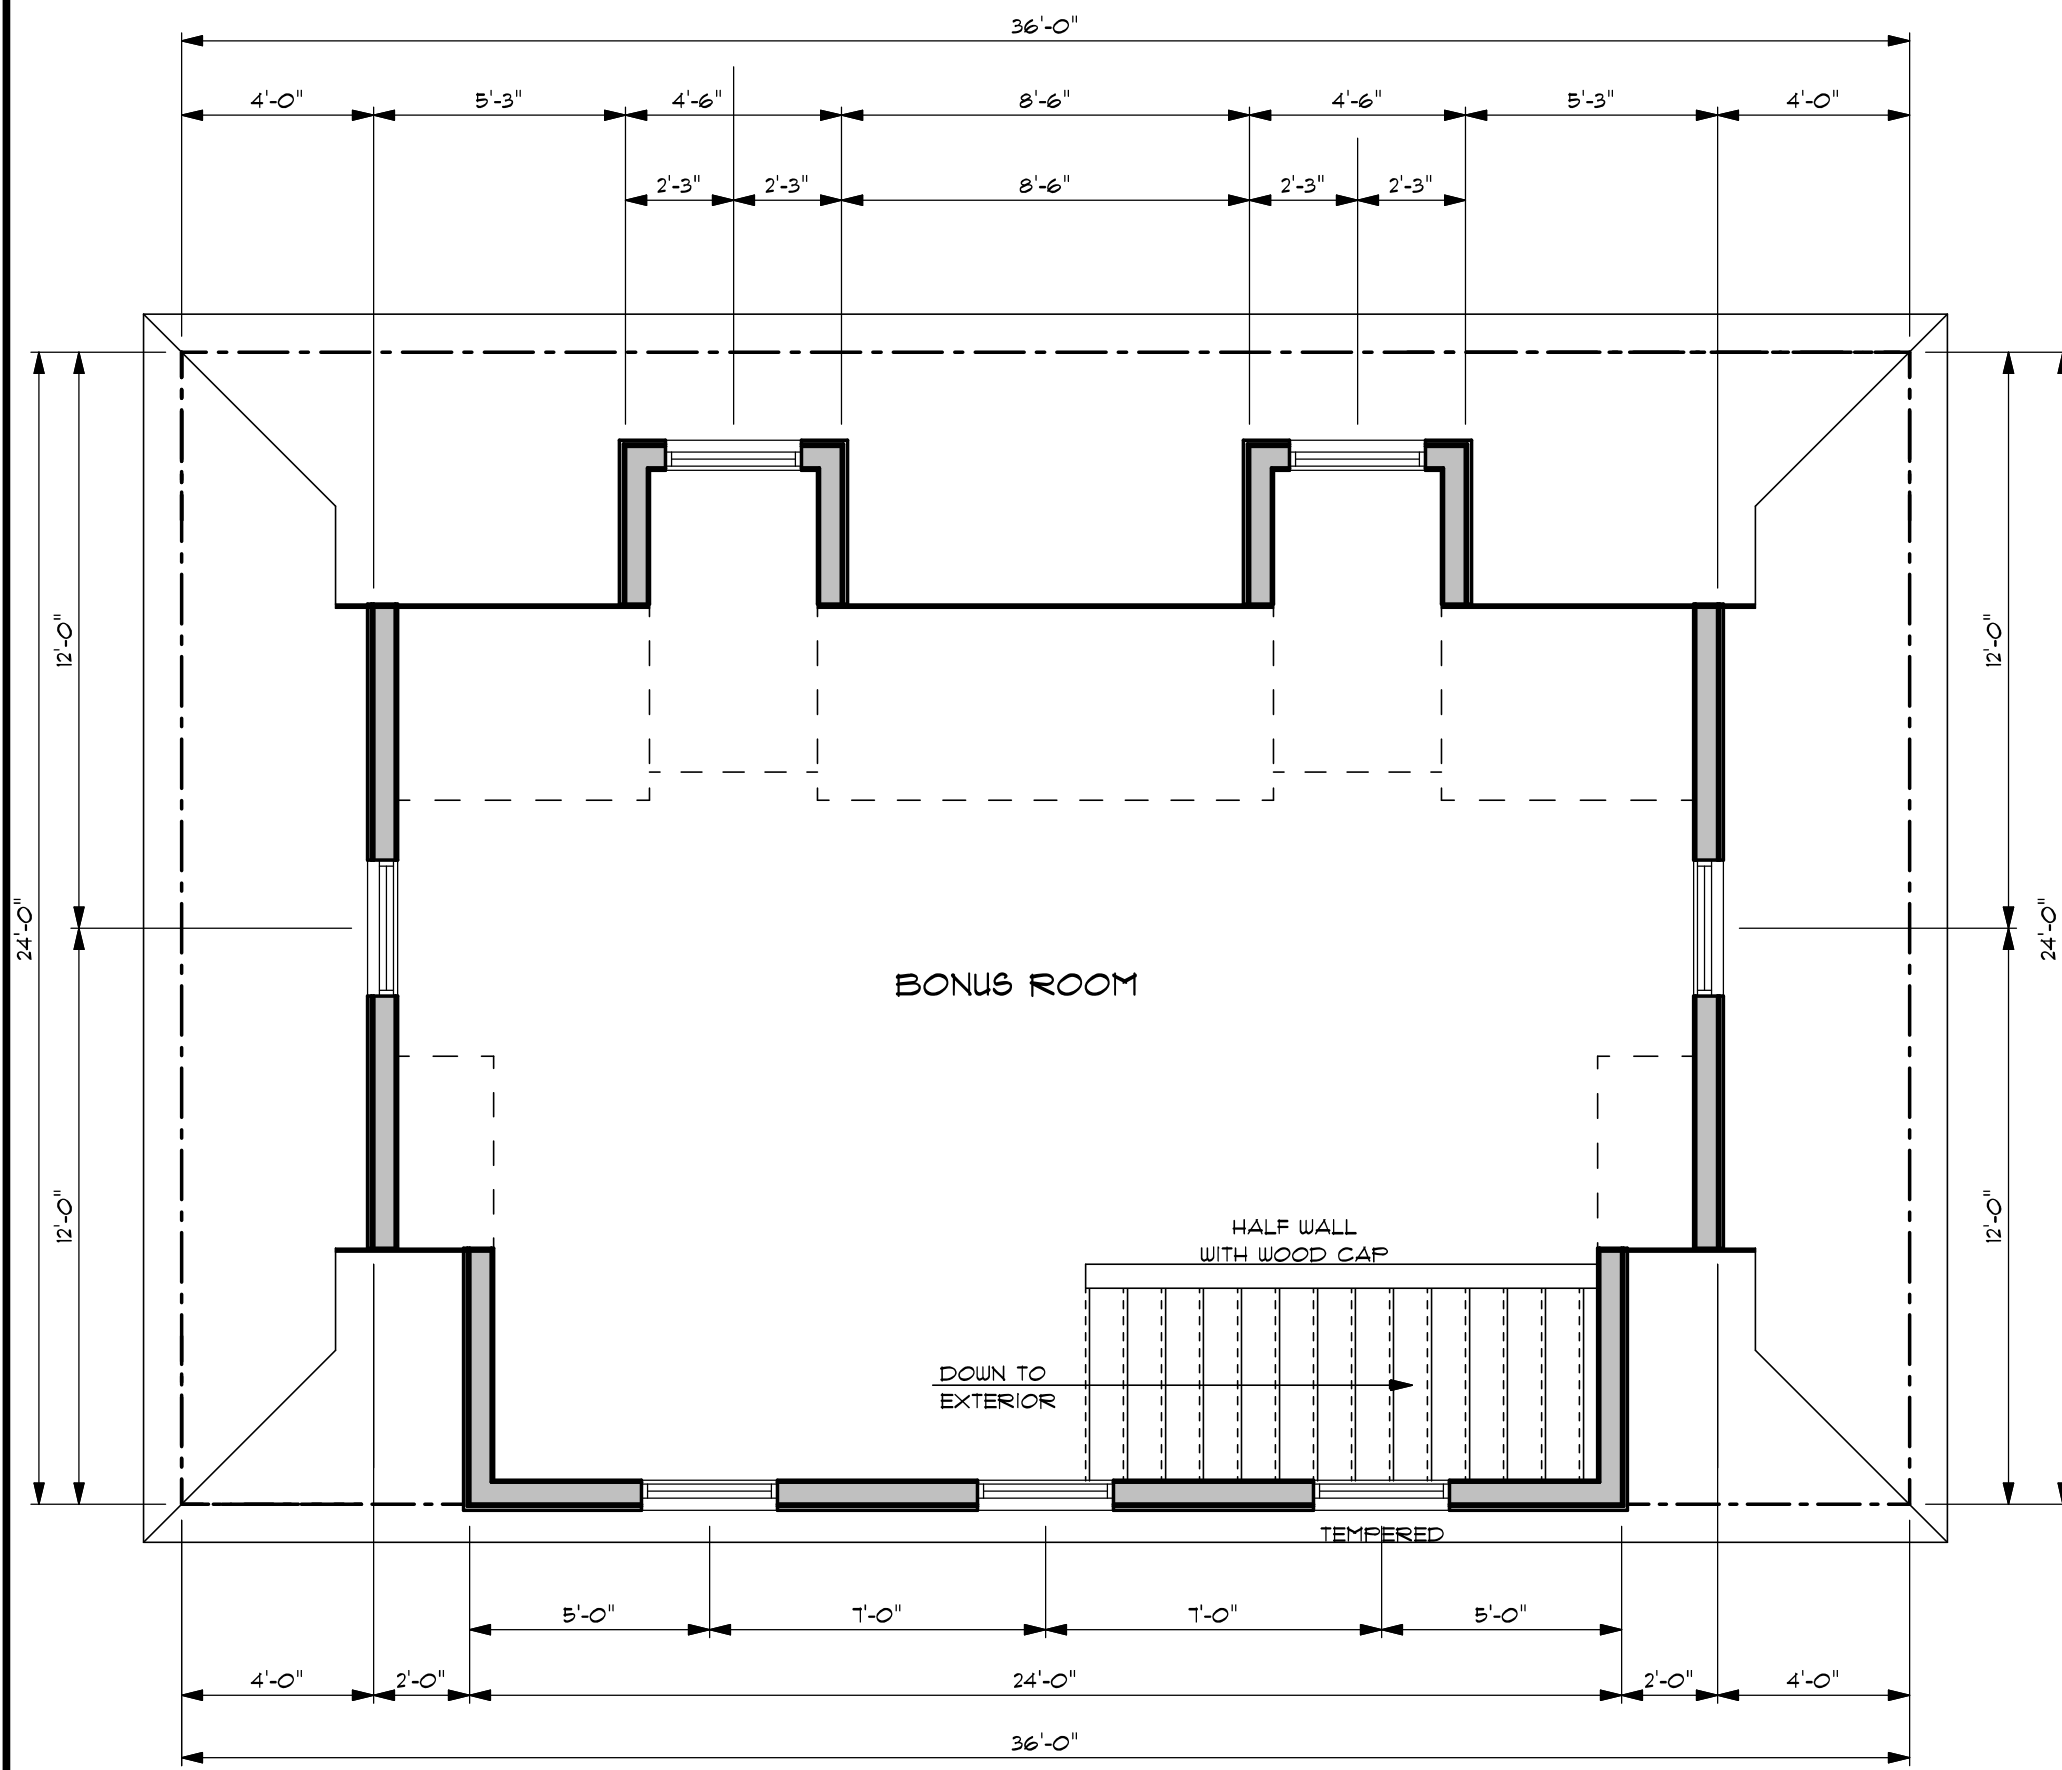 36'-0"
4'-0" 5'-3" 4'-6" 8'-6" 4'-6" 5'-3" 4'-0"
2'-3" 2'-3" 8'-6" 2'-3" 2'-3"
12'-0" 12'-0"
24'-0" 24'-0"
BONUS ROOM
12'-0" 12'-0"
HALF WALL
WITH WOOD CAP
DOWN TO
EXTERIOR
TEMPERED
5'-0" 7'-0" 7'-0" 5'-0"
4'-0" 2'-0" 24'-0" 2'-0" 4'-0"
36'-0"